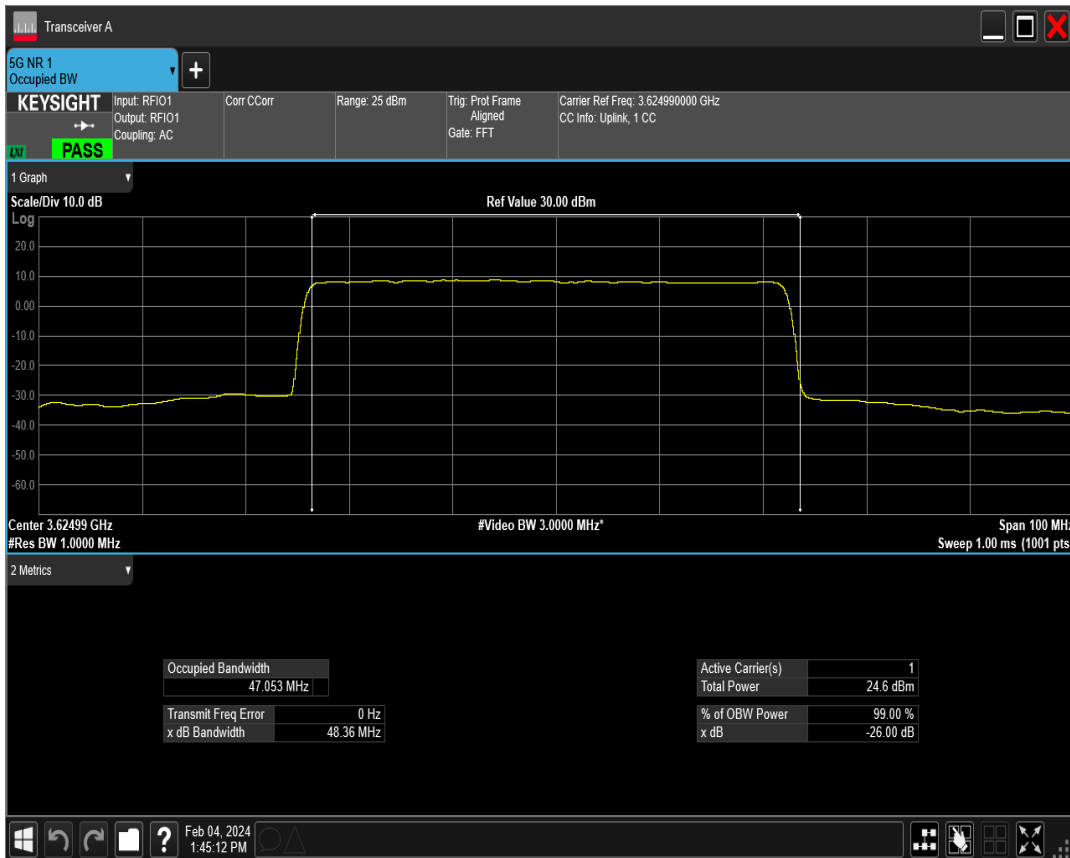 Transceiver A
5G NR 1
Occupied BW
KEYSIGHT
LXI
PASS
Input: RFIO1
Output: RFIO1
Coupling: AC
Corr CCorr
Range: 25 dBm
Trig: Prot Frame
Aligned
Gate: FFT
Carrier Ref Freq: 3.624990000 GHz
CC Info: Uplink, 1 CC
1 Graph
Scale/Div 10.0 dB
Ref Value 30.00 dBm
Log
20.0
10.0
0.00
-10.0
-20.0
-30.0
-40.0
-50.0
-60.0
Center 3.62499 GHz
#Video BW 3.0000 MHz*
Span 100 MHz
#Res BW 1.0000 MHz
Sweep 1.00 ms (1001 pts
2 Metrics
Occupied Bandwidth
47.053 MHz
Transmit Freq Error 0 Hz
x dB Bandwidth 48.36 MHz
Active Carrier(s) 1
Total Power 24.6 dBm
% of OBW Power 99.00 %
x dB -26.00 dB
Feb 04, 2024
1:45:12 PM